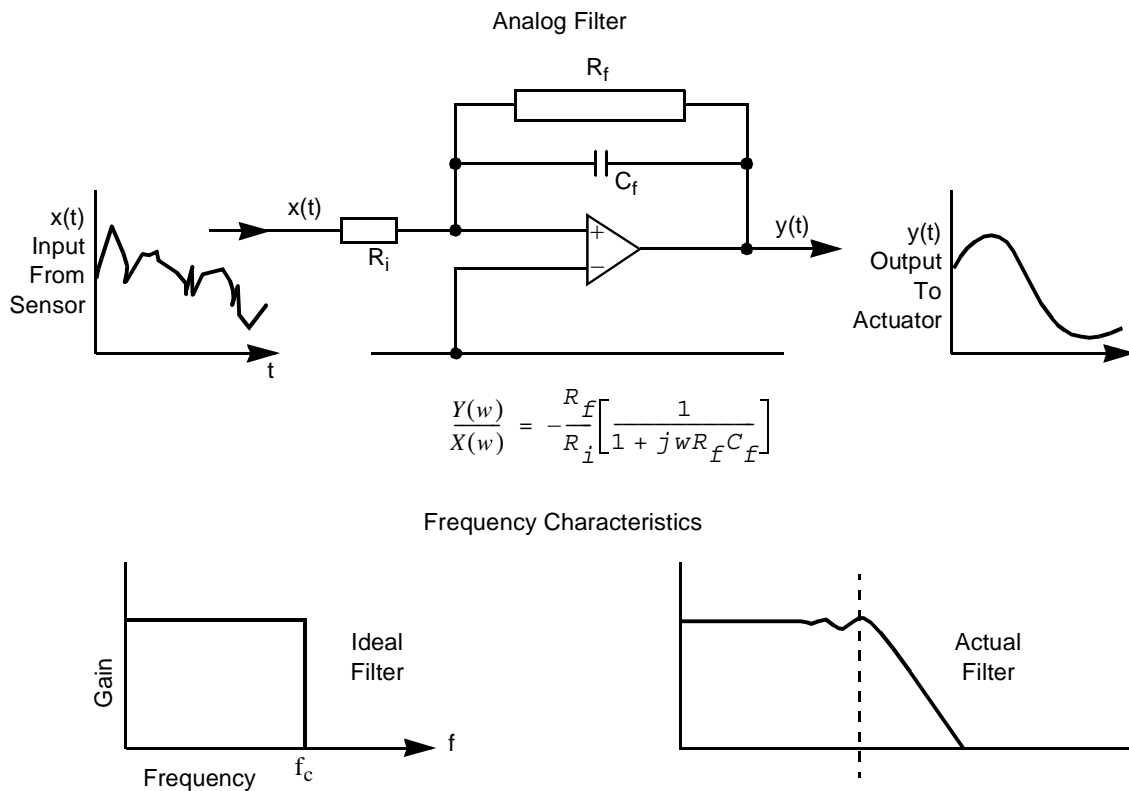 Analog Filter
R_f
C_f
x(t)
Input
From
Sensor
t
x(t)
R_i
+
−
y(t)
y(t)
Output
To
Actuator
Y(w)/X(w) = -R_f/R_i [1/(1 + jwR_fC_f)]
Frequency Characteristics
Gain
Ideal
Filter
f
f_c
Frequency
Actual
Filter